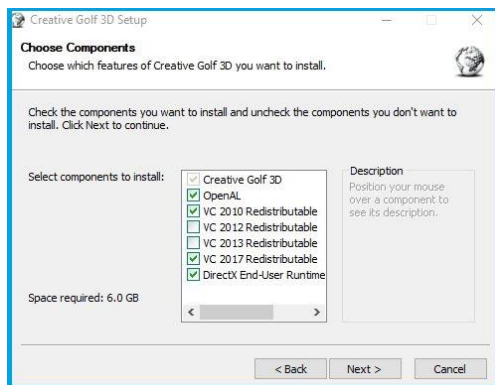 Creative Golf 3D Setup
Choose Components
Choose which features of Creative Golf 3D you want to install.
Check the components you want to install and uncheck the components you don't want to
install. Click Next to continue.
Select components to install:
Creative Golf 3D
OpenAL
VC 2010 Redistributable
VC 2012 Redistributable
VC 2013 Redistributable
VC 2017 Redistributable
DirectX End-User Runtime
Description
Position your mouse
over a component to
see its description.
Space required: 6.0 GB
< Back
Next >
Cancel